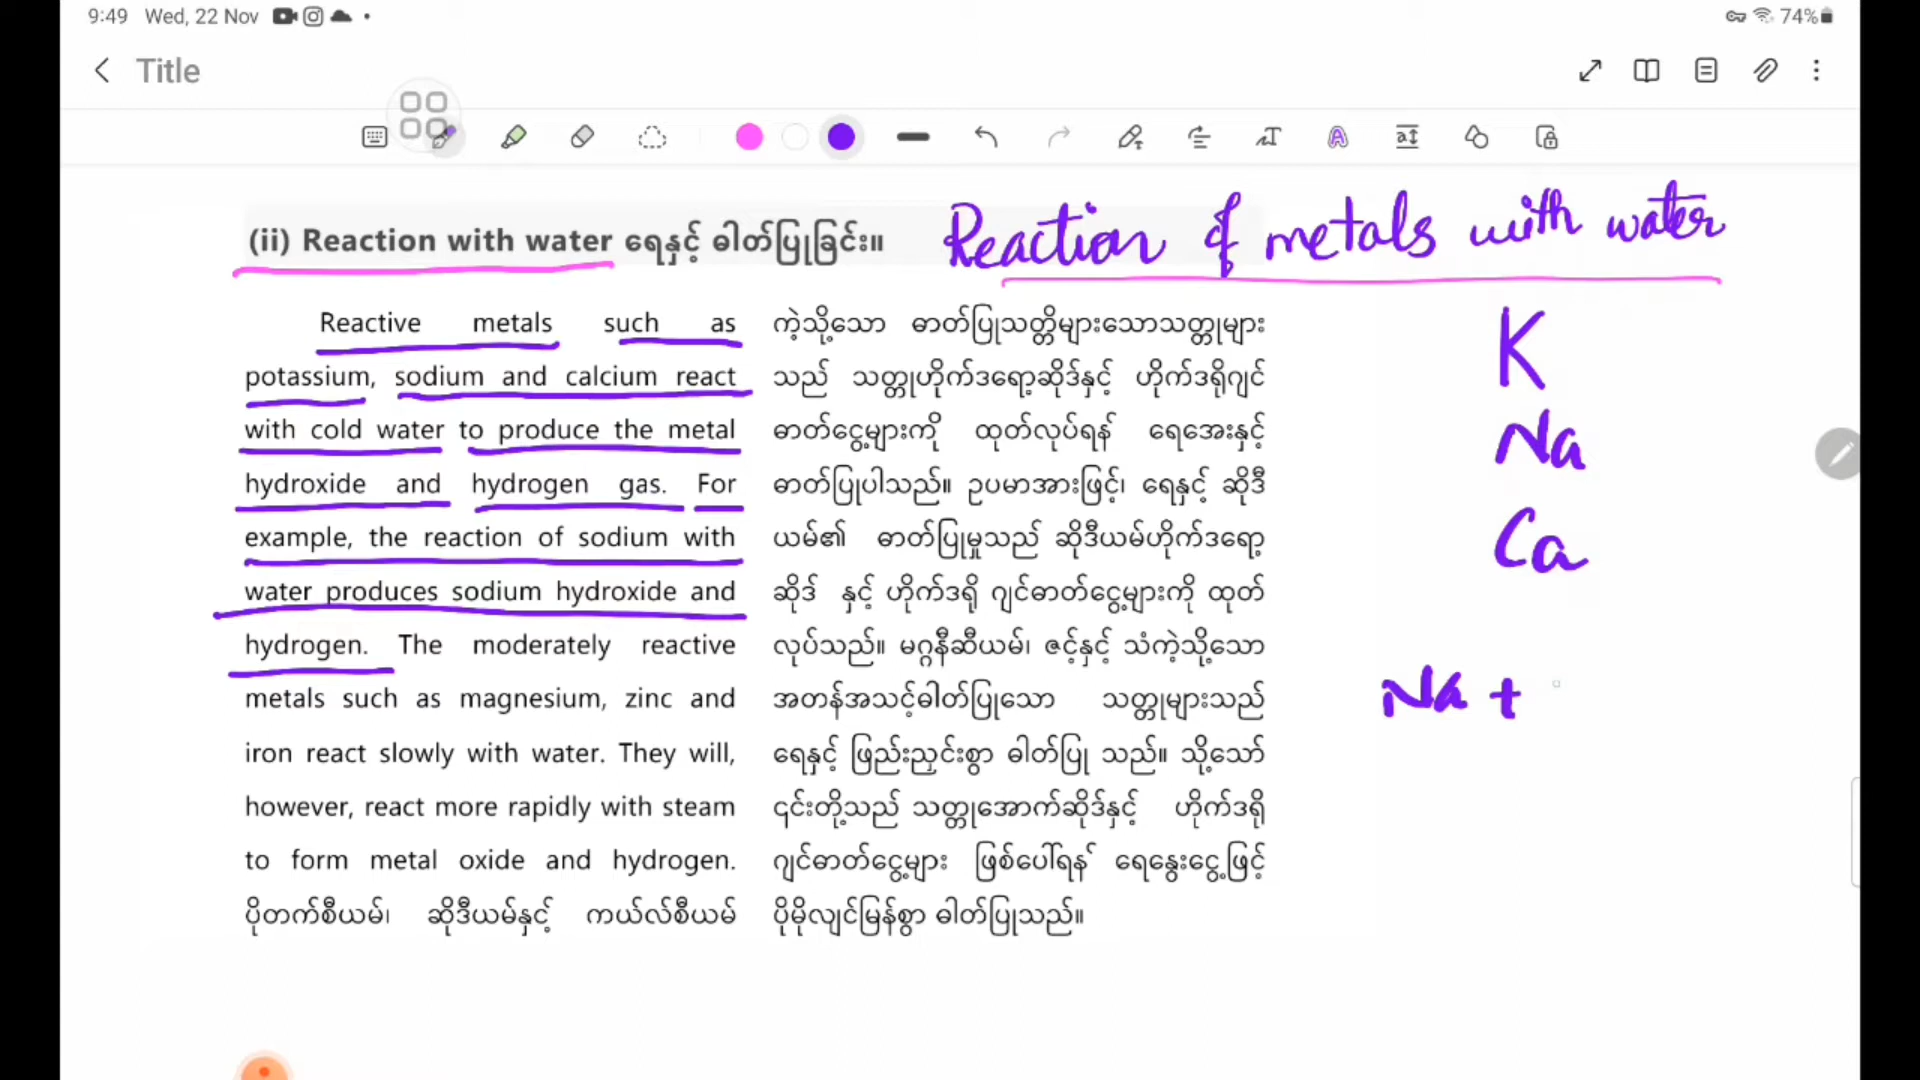 9:49 Wed, 22 Nov 74%
Title
(ii) Reaction with water ရေနှင့် ဓါတ်ပြုခြင်း။ Reaction of metals with water
Reactive metals such as
potassium, sodium and calcium react
with cold water to produce the metal
hydroxide and hydrogen gas. For
example, the reaction of sodium with
water produces sodium hydroxide and
hydrogen. The moderately reactive
metals such as magnesium, zinc and
iron react slowly with water. They will,
however, react more rapidly with steam
to form metal oxide and hydrogen.
ပိုတက်စီယမ်၊ ဆိုဒီယမ်နှင့် ကယ်လ်စီယမ်
ကဲ့သို့သော ဓာတ်ပြုသတ္တိများသောသတ္တုများ
သည် သတ္တုဟိုက်ဒရော့ဆိုဒ်နှင့် ဟိုက်ဒရိုဂျင်
ဓာတ်ငွေ့များကို ထုတ်လုပ်ရန် ရေအေးနှင့်
ဓာတ်ပြုပါသည်။ ဥပမာအားဖြင့်၊ ရေနှင့် ဆိုဒီ
ယမ်၏ ဓာတ်ပြုမှုသည် ဆိုဒီယမ်ဟိုက်ဒရော့
ဆိုဒ် နှင့် ဟိုက်ဒရို ဂျင်ဓာတ်ငွေ့များကို ထုတ်
လုပ်သည်။ မဂ္ဂနီဆီယမ်၊ ဇင့်နှင့် သံကဲ့သို့သော
အတန်အသင့်ဓါတ်ပြုသော သတ္တုများသည်
ရေနှင့် ဖြည်းညှင်းစွာ ဓါတ်ပြု သည်။ သို့သော်
၎င်းတို့သည် သတ္တုအောက်ဆိုဒ်နှင့် ဟိုက်ဒရို
ဂျင်ဓာတ်ငွေ့များ ဖြစ်ပေါ်ရန် ရေနွေးငွေ့ဖြင့်
ပိုမိုလျင်မြန်စွာ ဓါတ်ပြုသည်။
K
Na
Ca
Na +